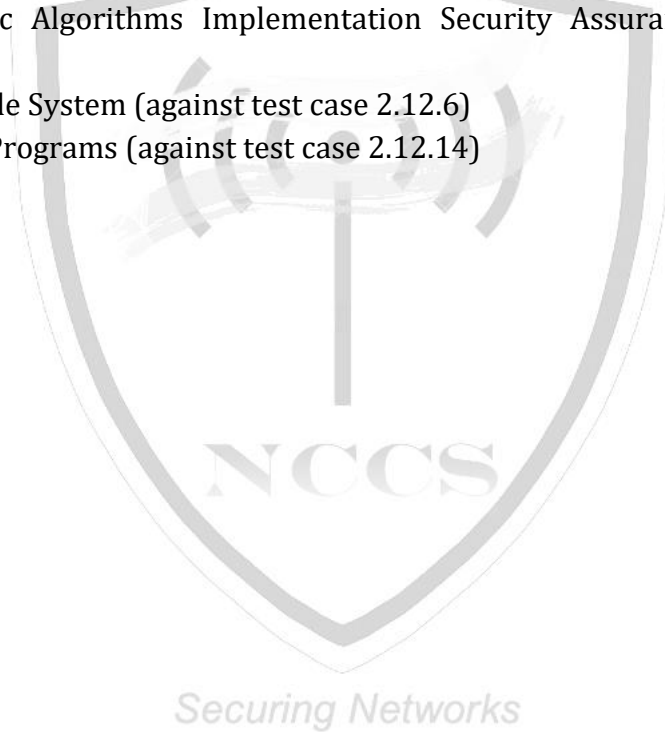 c Algorithms Implementation Security Assura
le System (against test case 2.12.6)
Programs (against test case 2.12.14)
NCCS
Securing Networks